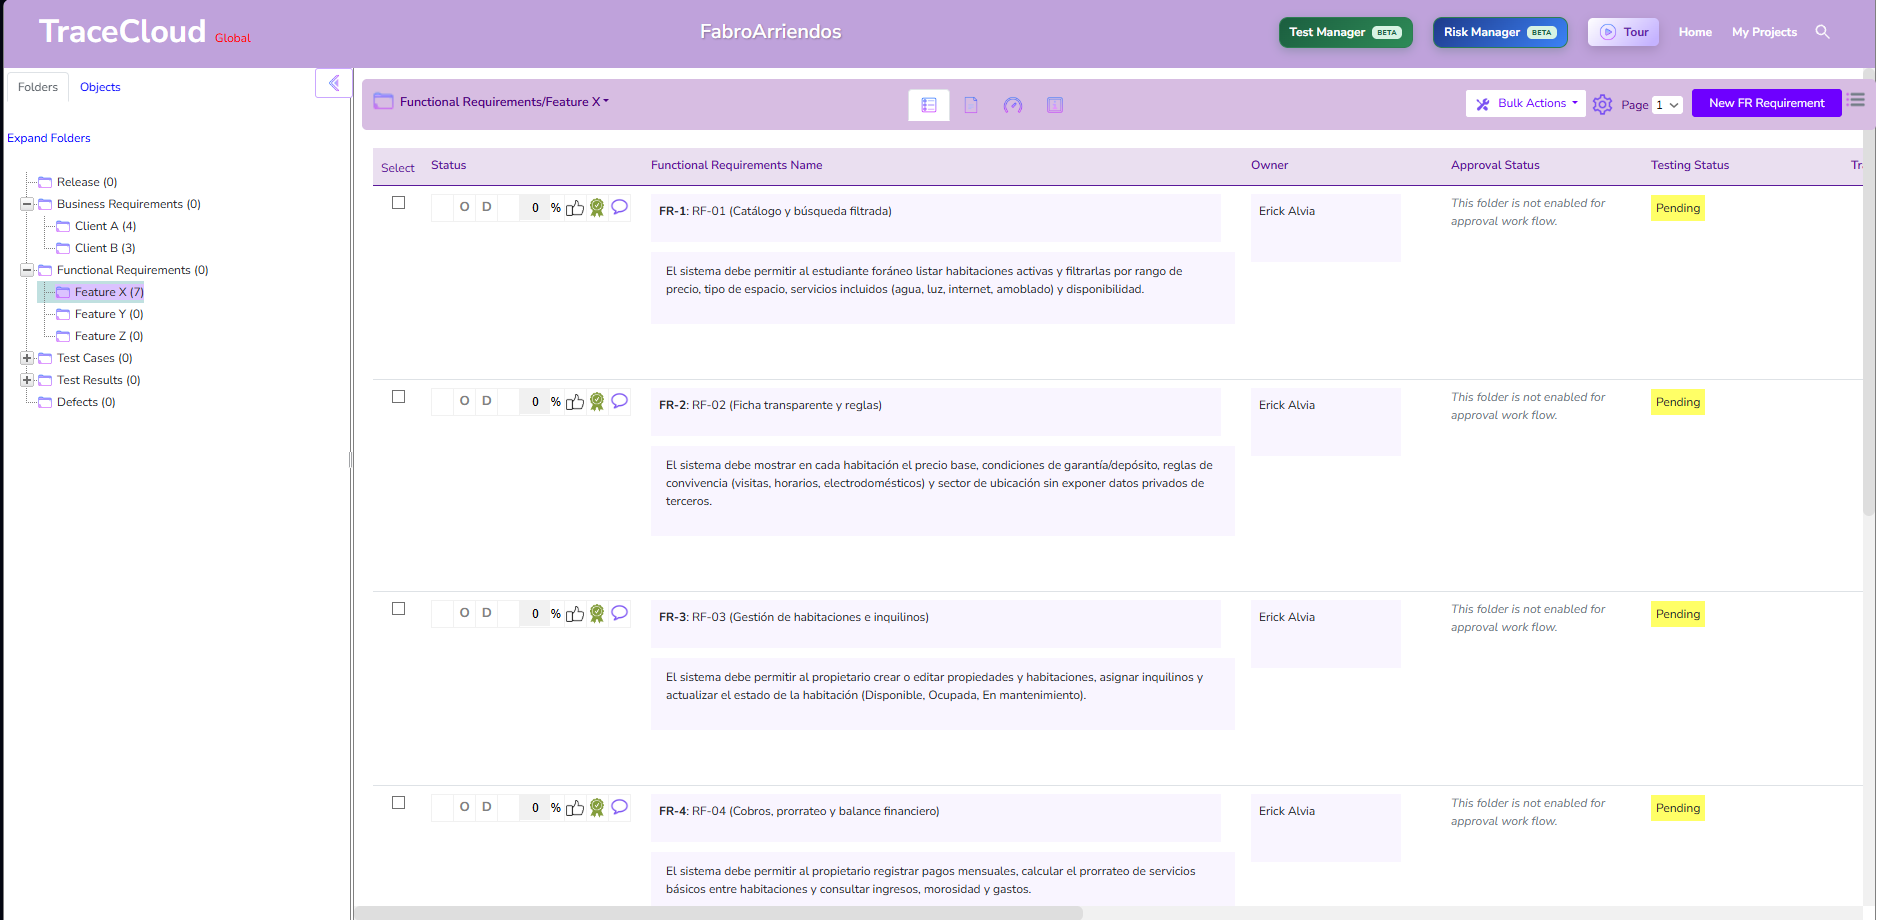 TraceCloud Global
FabroArriendos
Test Manager BETA
Risk Manager BETA
Tour
Home
My Projects
Folders
Objects
Expand Folders
Release (0)
Business Requirements (0)
Client A (4)
Client B (3)
Functional Requirements (0)
Feature X (7)
Feature Y (0)
Feature Z (0)
Test Cases (0)
Test Results (0)
Defects (0)
Functional Requirements/Feature X
Bulk Actions
Page 1
New FR Requirement
Select Status Functional Requirements Name Owner Approval Status Testing Status Tr
O D 0 %
FR-1: RF-01 (Catálogo y búsqueda filtrada)
El sistema debe permitir al estudiante foráneo listar habitaciones activas y filtrarlas por rango de
precio, tipo de espacio, servicios incluidos (agua, luz, internet, amoblado) y disponibilidad.
Erick Alvia
This folder is not enabled for
approval work flow.
Pending
O D 0 %
FR-2: RF-02 (Ficha transparente y reglas)
El sistema debe mostrar en cada habitación el precio base, condiciones de garantía/depósito, reglas de
convivencia (visitas, horarios, electrodomésticos) y sector de ubicación sin exponer datos privados de
terceros.
Erick Alvia
This folder is not enabled for
approval work flow.
Pending
O D 0 %
FR-3: RF-03 (Gestión de habitaciones e inquilinos)
El sistema debe permitir al propietario crear o editar propiedades y habitaciones, asignar inquilinos y
actualizar el estado de la habitación (Disponible, Ocupada, En mantenimiento).
Erick Alvia
This folder is not enabled for
approval work flow.
Pending
O D 0 %
FR-4: RF-04 (Cobros, prorrateo y balance financiero)
El sistema debe permitir al propietario registrar pagos mensuales, calcular el prorrateo de servicios
básicos entre habitaciones y consultar ingresos, morosidad y gastos.
Erick Alvia
This folder is not enabled for
approval work flow.
Pending